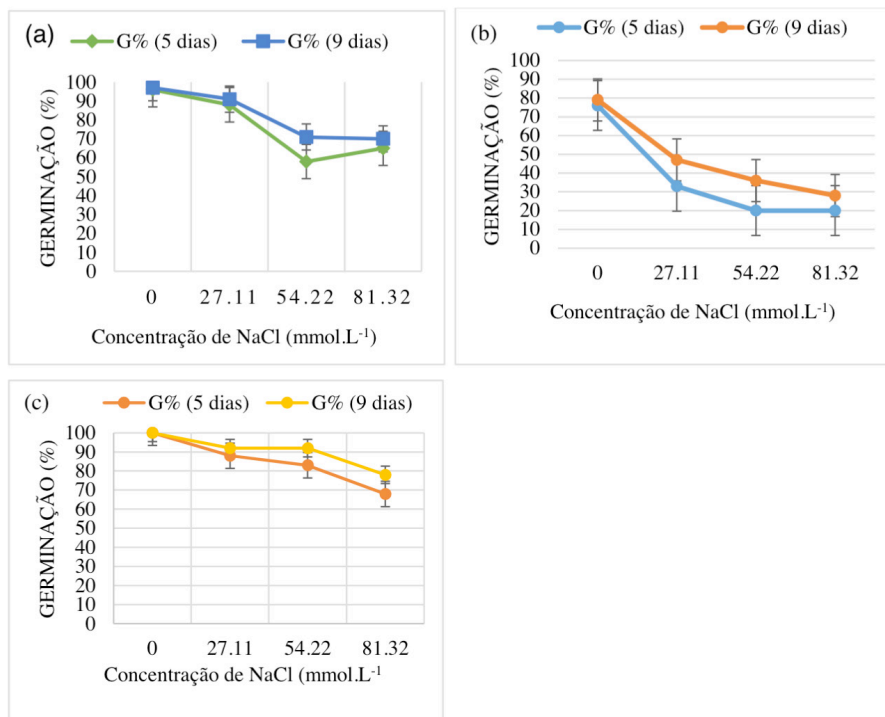 (a)
G% (5 dias) G% (9 dias)
GERMINAÇÃO (%)
100
90
80
70
60
50
40
30
20
10
0
0 27.11 54.22 81.32
Concentração de NaCl (mmol.L-1)
(b)
G% (5 dias) G% (9 dias)
GERMINAÇÃO (%)
100
90
80
70
60
50
40
30
20
10
0
0 27.11 54.22 81.32
Concentração de NaCl (mmol.L-1)
(c)
G% (5 dias) G% (9 dias)
GERMINAÇÃO (%)
100
90
80
70
60
50
40
30
20
10
0
0 27.11 54.22 81.32
Concentração de NaCl (mmol.L-1